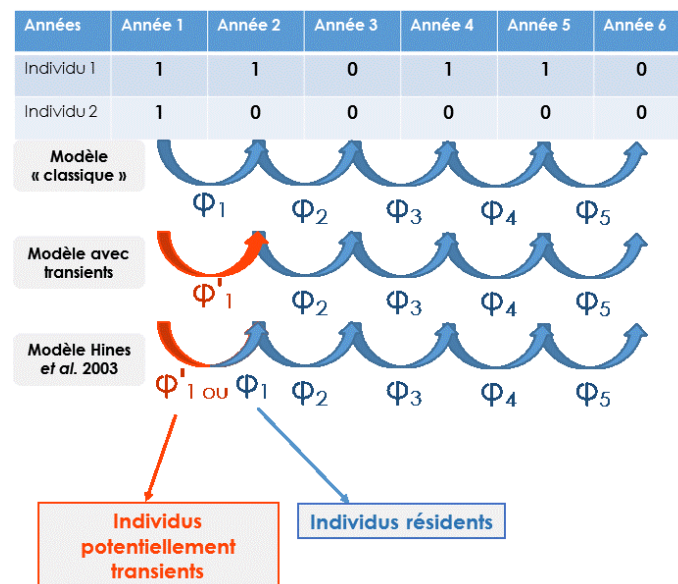 Années Année 1 Année 2 Année 3 Année 4 Année 5 Année 6
Individu 1 1 1 0 1 1 0
Individu 2 1 0 0 0 0 0
Modèle
« classique »
φ1 φ2 φ3 φ4 φ5
Modèle avec
transients
φ'1 φ2 φ3 φ4 φ5
Modèle Hines
et al. 2003
φ'1 ou φ1 φ2 φ3 φ4 φ5
Individus
potentiellement
transients
Individus résidents